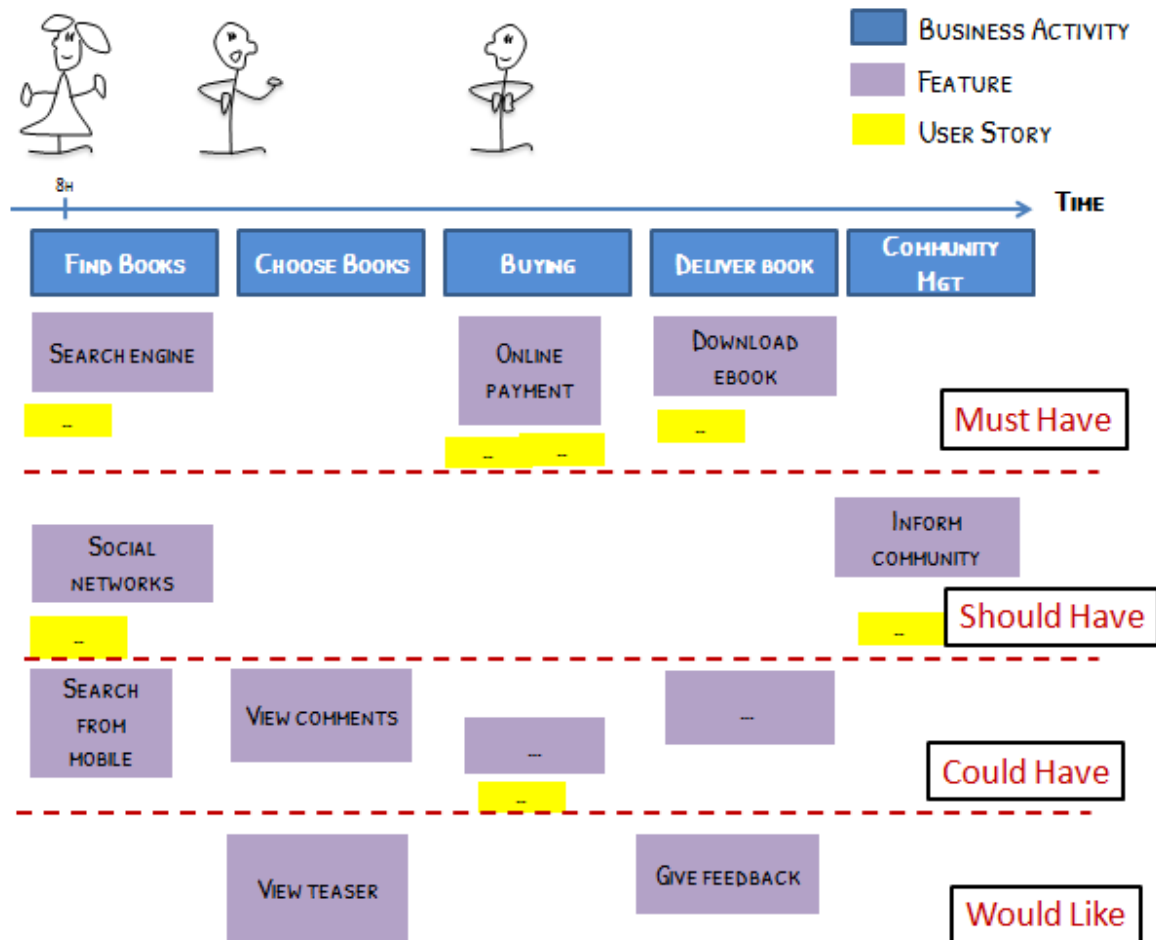 Business Activity
Feature
User Story
8h
Time
Find Books
Choose Books
Buying
Deliver book
Community
Mgt
Search engine
Online
payment
Download
ebook
...
...
...
...
Must Have
Social
networks
Inform
community
...
...
Should Have
Search
from
mobile
View comments
...
...
...
Could Have
View teaser
Give feedback
Would Like